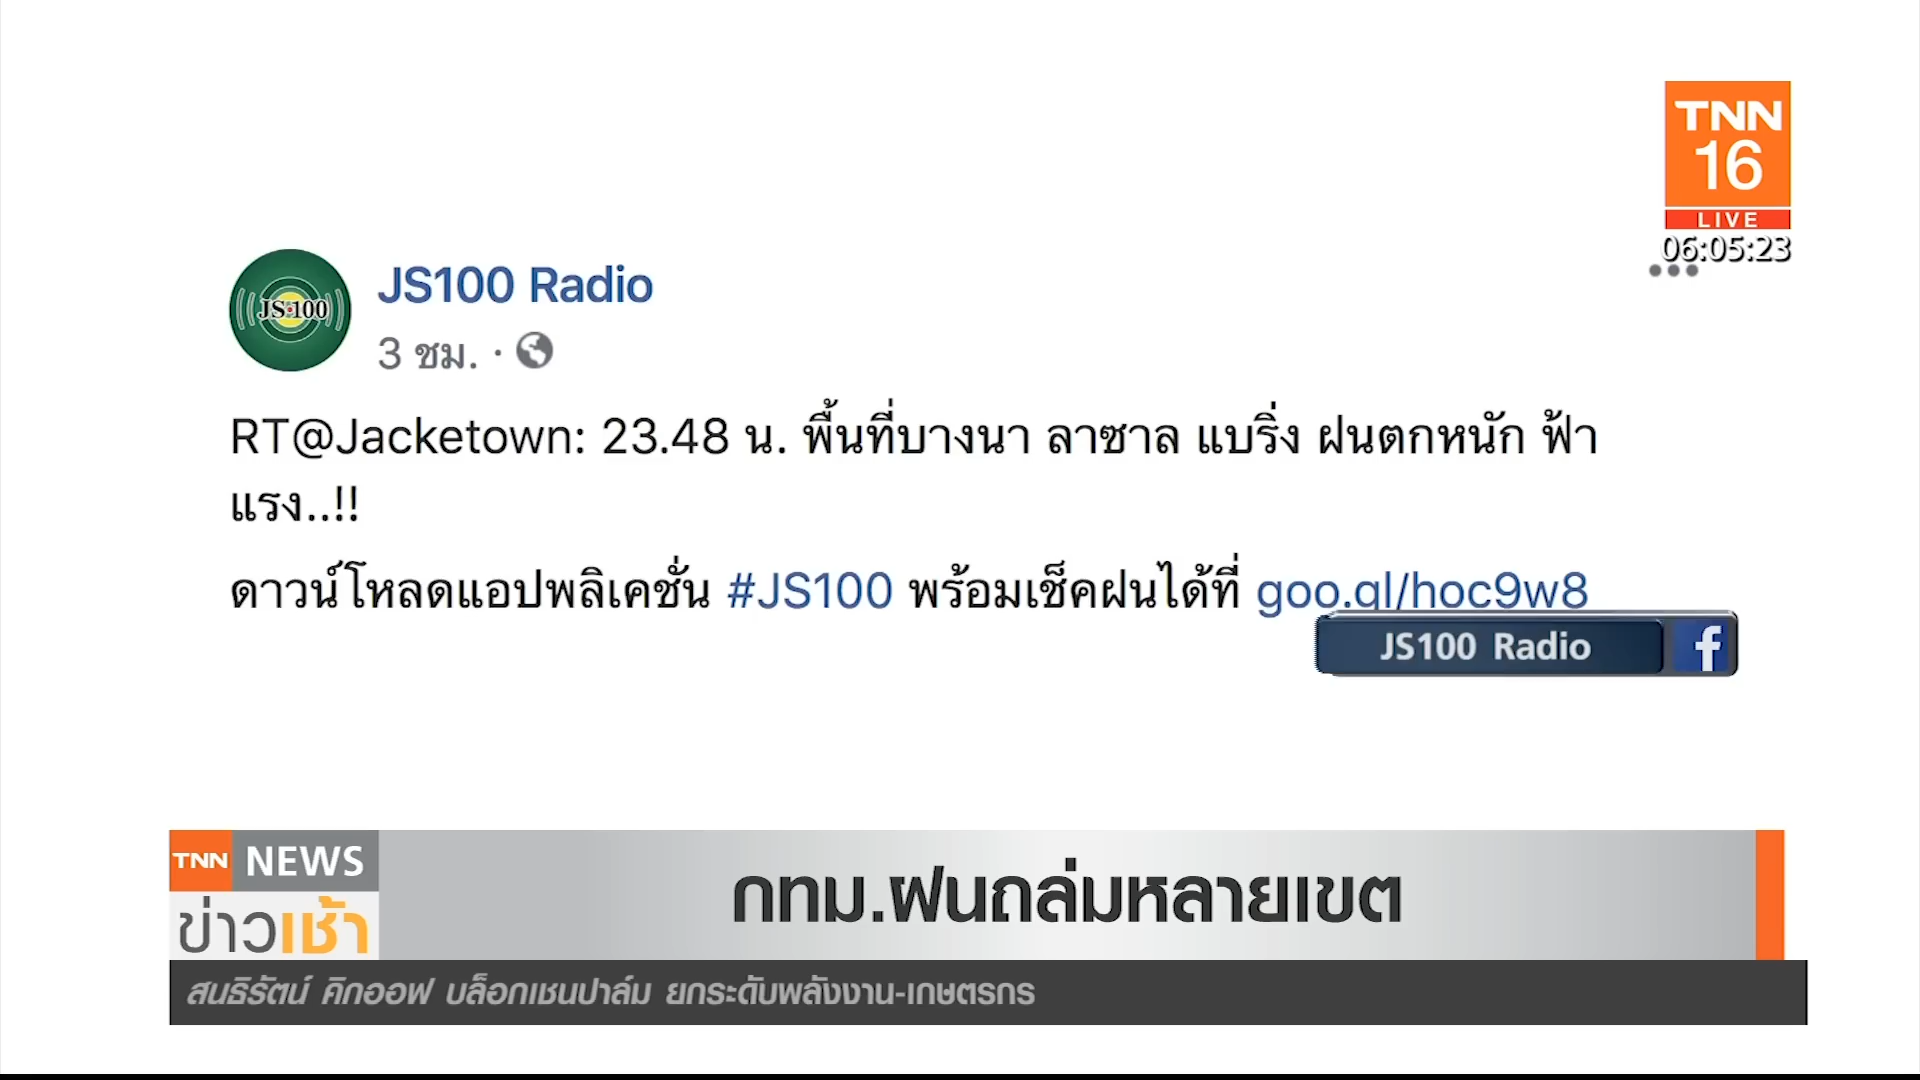 TNN
16
LIVE
06:05:23
JS100
JS100 Radio
3 ชม. ·
RT@Jacketown: 23.48 น. พื้นที่บางนา ลาซาล แบริ่ง ฝนตกหนัก ฟ้า
แรง..!!
ดาวน์โหลดแอปพลิเคชั่น #JS100 พร้อมเช็คฝนได้ที่ goo.gl/hoc9w8
JS100 Radio f
TNN NEWS
ข่าวเช้า
กทม.ฝนถล่มหลายเขต
สนธิรัตน์ คิกออฟ บล็อกเชนปาล์ม ยกระดับพลังงาน-เกษตรกร